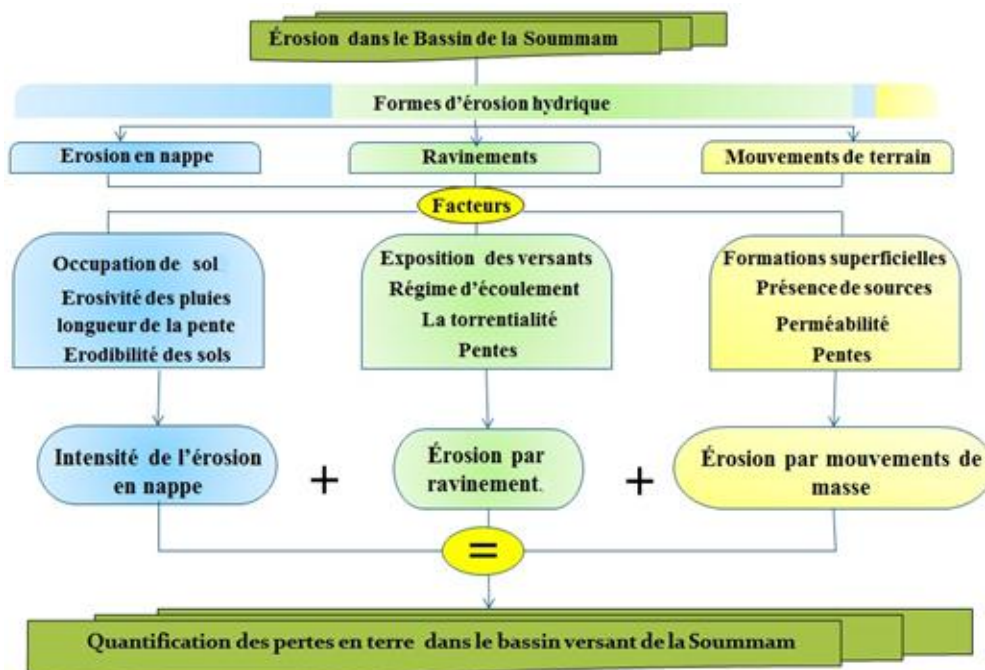 Érosion dans le Bassin de la Soummam
Formes d'érosion hydrique
Erosion en nappe
Ravinements
Mouvements de terrain
Facteurs
Occupation de sol
Erosivité des pluies
longueur de la pente
Erodibilité des sols
Exposition des versants
Régime d'écoulement
La torrentialité
Pentes
Formations superficielles
Présence de sources
Perméabilité
Pentes
Intensité de l'érosion
en nappe
+
Érosion par
ravinement.
+
Érosion par mouvements de
masse
=
Quantification des pertes en terre dans le bassin versant de la Soummam